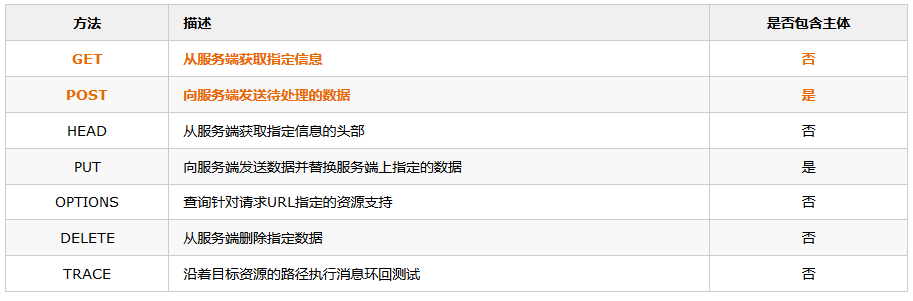 方法 描述 是否包含主体
GET 从服务端获取指定信息 否
POST 向服务端发送待处理的数据 是
HEAD 从服务端获取指定信息的头部 否
PUT 向服务端发送数据并替换服务端上指定的数据 是
OPTIONS 查询针对请求URL指定的资源支持 否
DELETE 从服务端删除指定数据 否
TRACE 沿着目标资源的路径执行消息环回测试 否